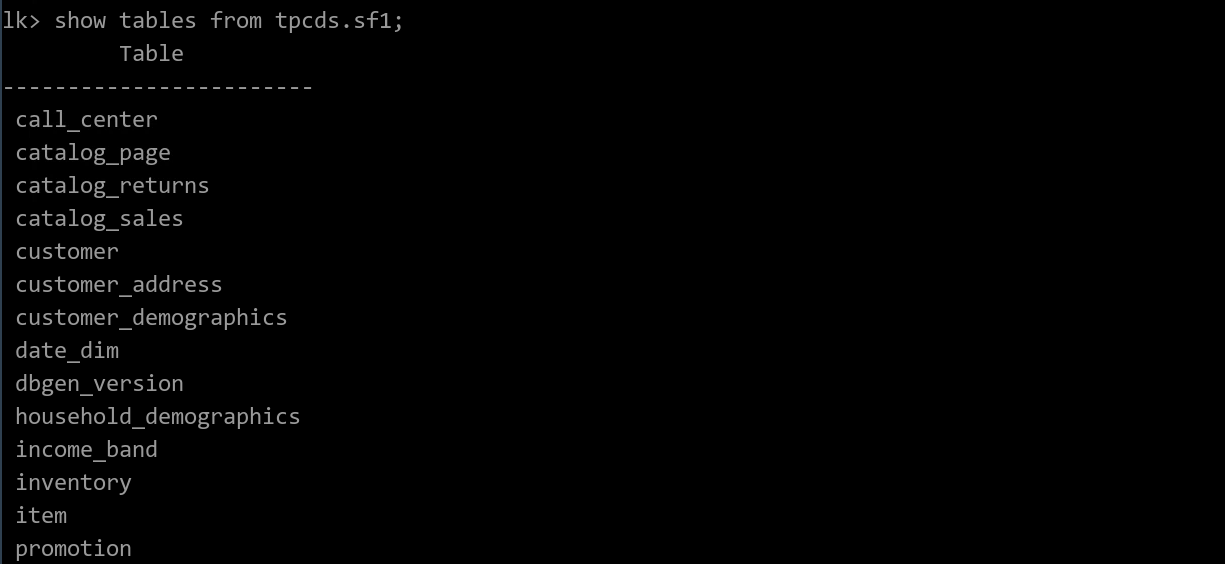 lk> show tables from tpcds.sf1;
Table
------------------------
call_center
catalog_page
catalog_returns
catalog_sales
customer
customer_address
customer_demographics
date_dim
dbgen_version
household_demographics
income_band
inventory
item
promotion